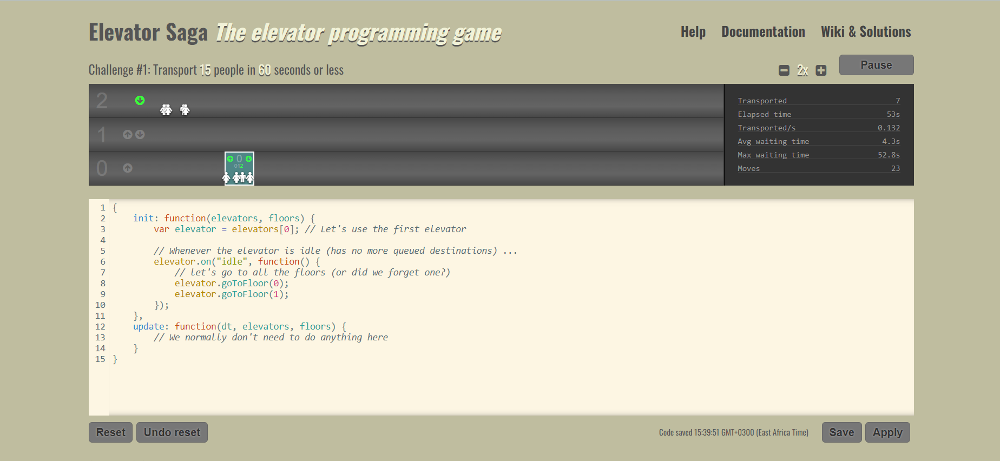 Elevator Saga The elevator programming game
Help Documentation Wiki & Solutions
Challenge #1: Transport 15 people in 60 seconds or less
2x
Pause
2
1
0
0
012
Transported 7
Elapsed time 53s
Transported/s 0.132
Avg waiting time 4.3s
Max waiting time 52.8s
Moves 23
1 {
2 init: function(elevators, floors) {
3 var elevator = elevators[0]; // Let's use the first elevator
4
5 // Whenever the elevator is idle (has no more queued destinations) ...
6 elevator.on("idle", function() {
7 // let's go to all the floors (or did we forget one?)
8 elevator.goToFloor(0);
9 elevator.goToFloor(1);
10 });
11 },
12 update: function(dt, elevators, floors) {
13 // We normally don't need to do anything here
14 }
15 }
Reset Undo reset
Code saved 15:39:51 GMT+0300 (East Africa Time)
Save Apply